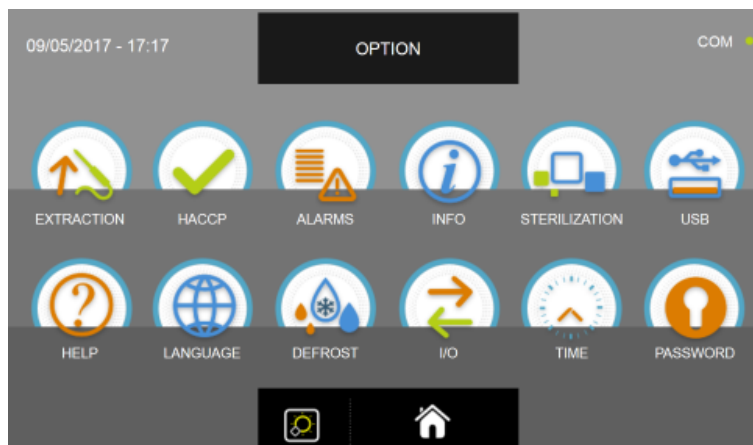 09/05/2017 - 17:17
OPTION
COM
EXTRACTION
HACCP
ALARMS
INFO
STERILIZATION
USB
HELP
LANGUAGE
DEFROST
I/O
TIME
PASSWORD